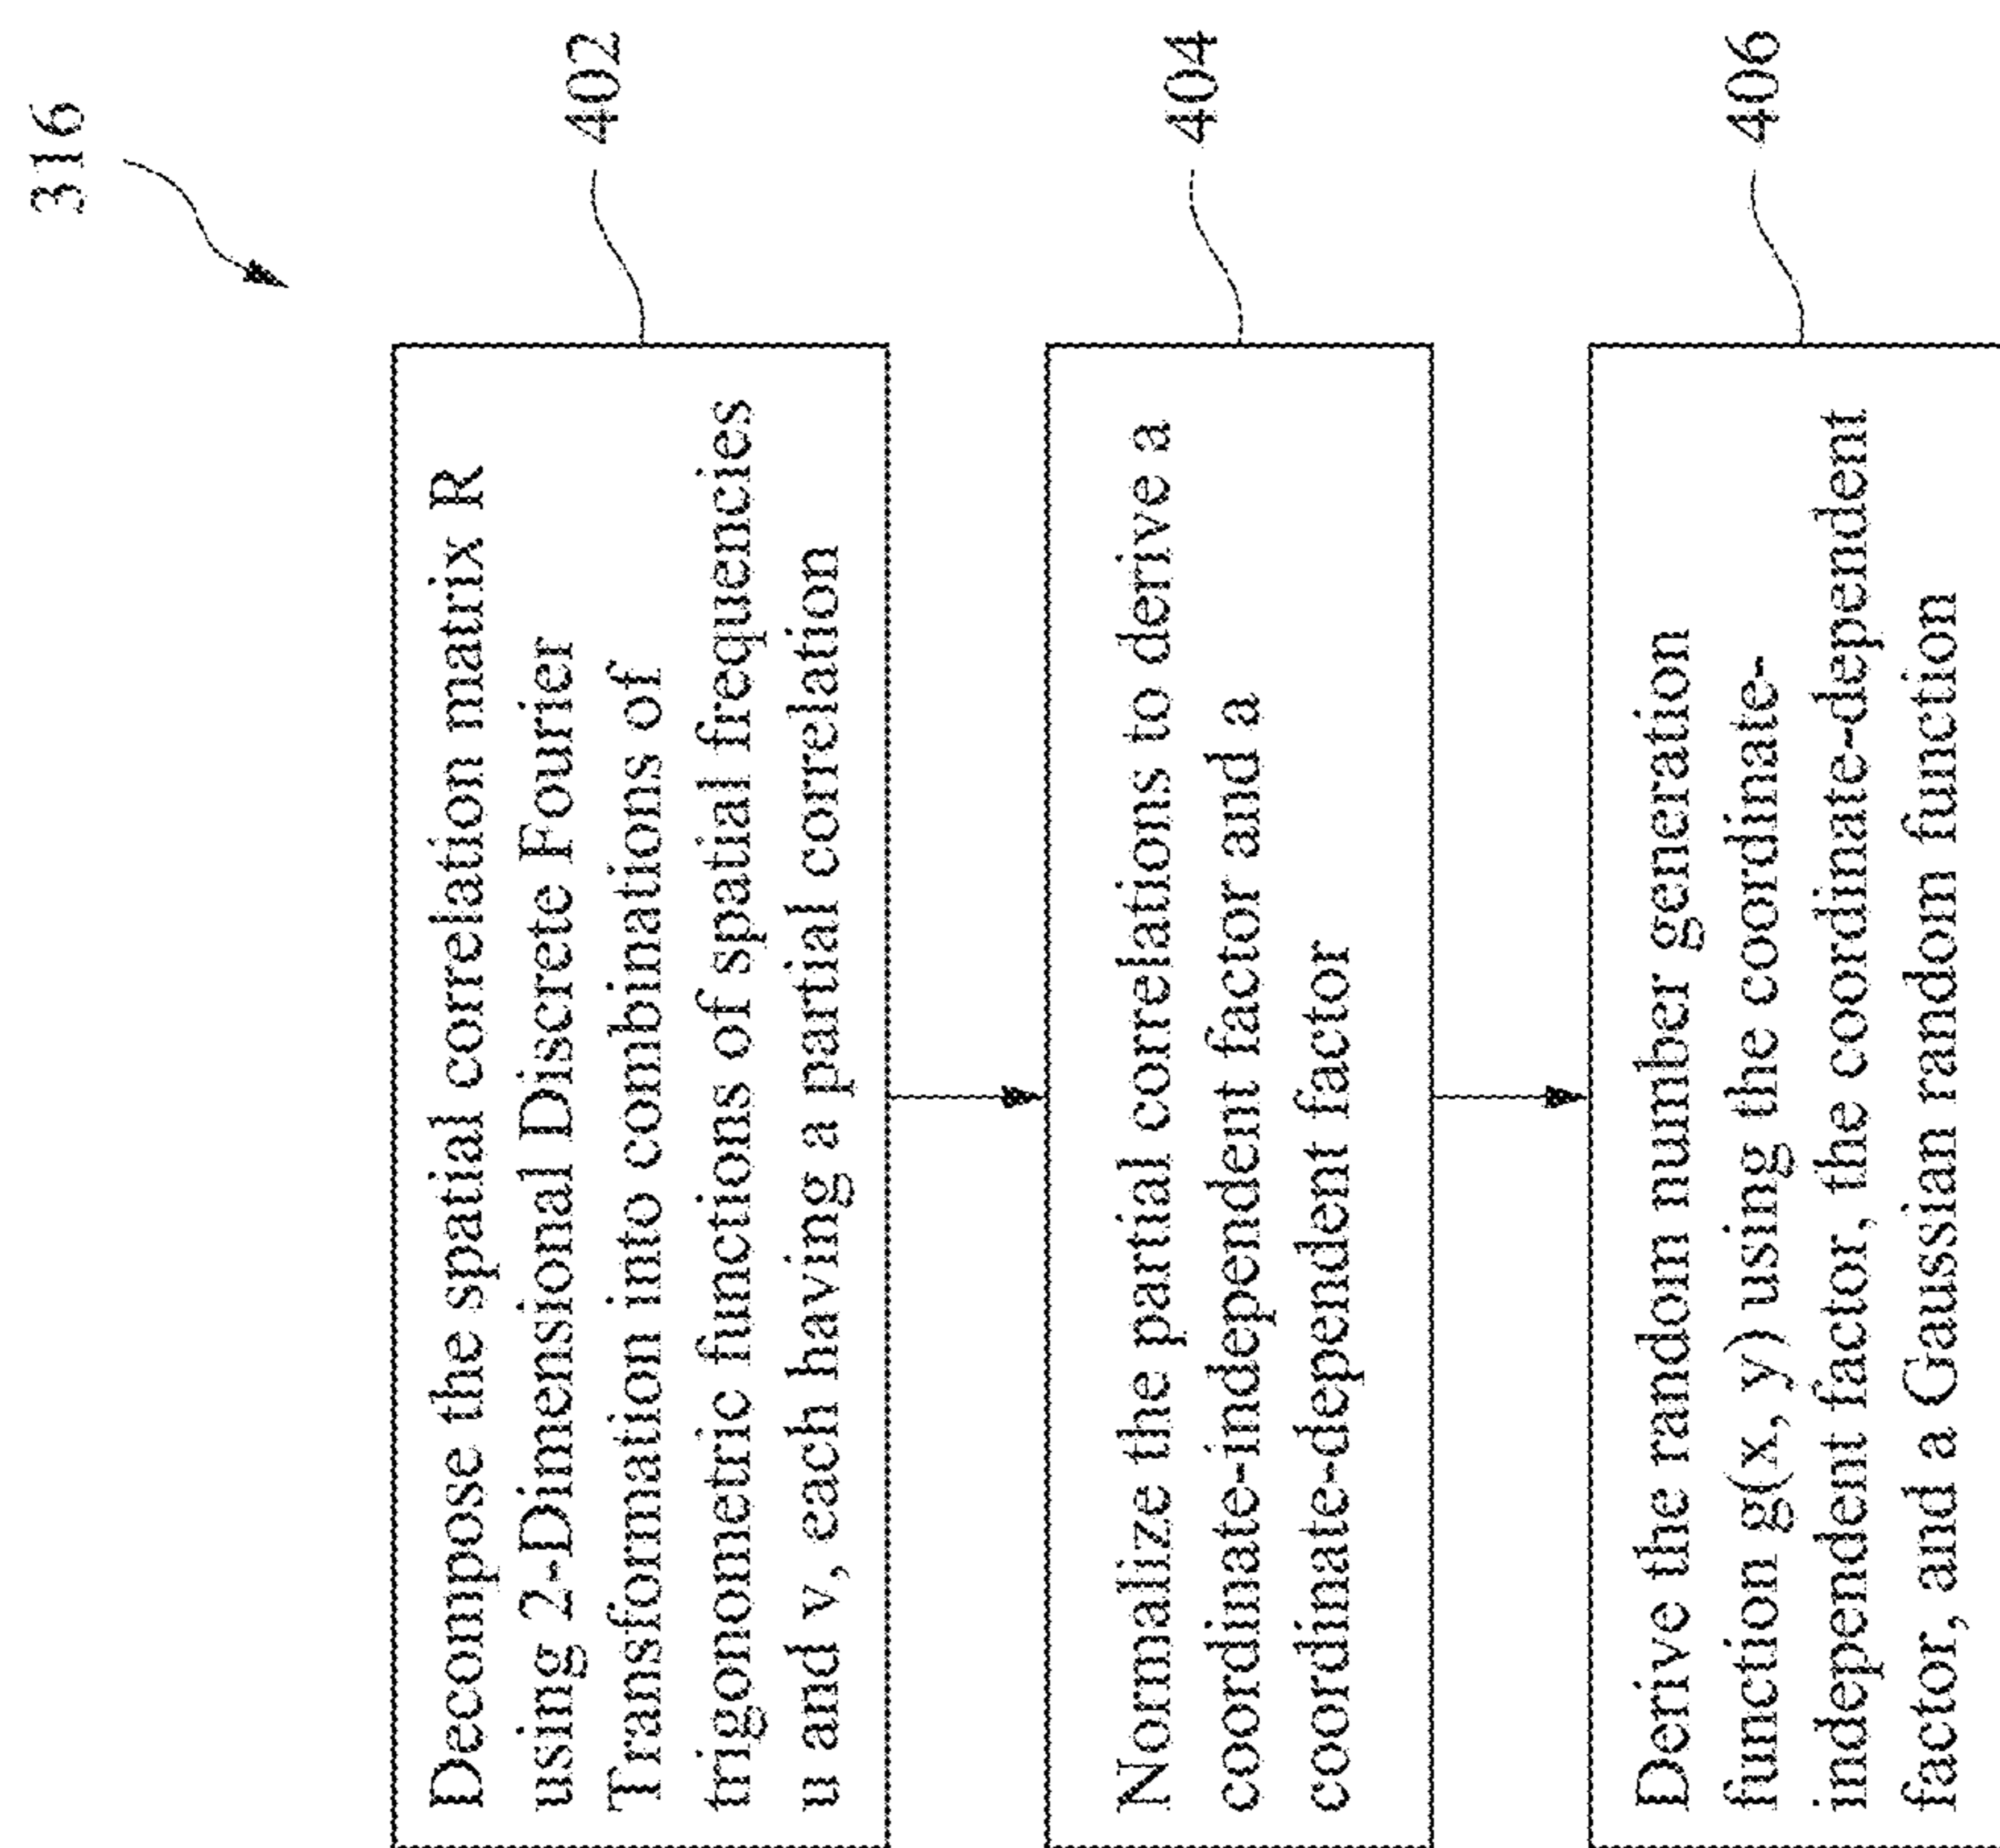 316
Decompose the spatial correlation matrix R
using 2-Dimensional Discrete Fourier
Transformation into combinations of
trigonometric functions of spatial frequencies
u and v, each having a partial correlation
402
Normalize the partial correlations to derive a
coordinate-independent factor and a
coordinate-dependent factor
404
Derive the random number generation
function g(x, y) using the coordinate-
independent factor, the coordinate-dependent
factor, and a Gaussian random function
406